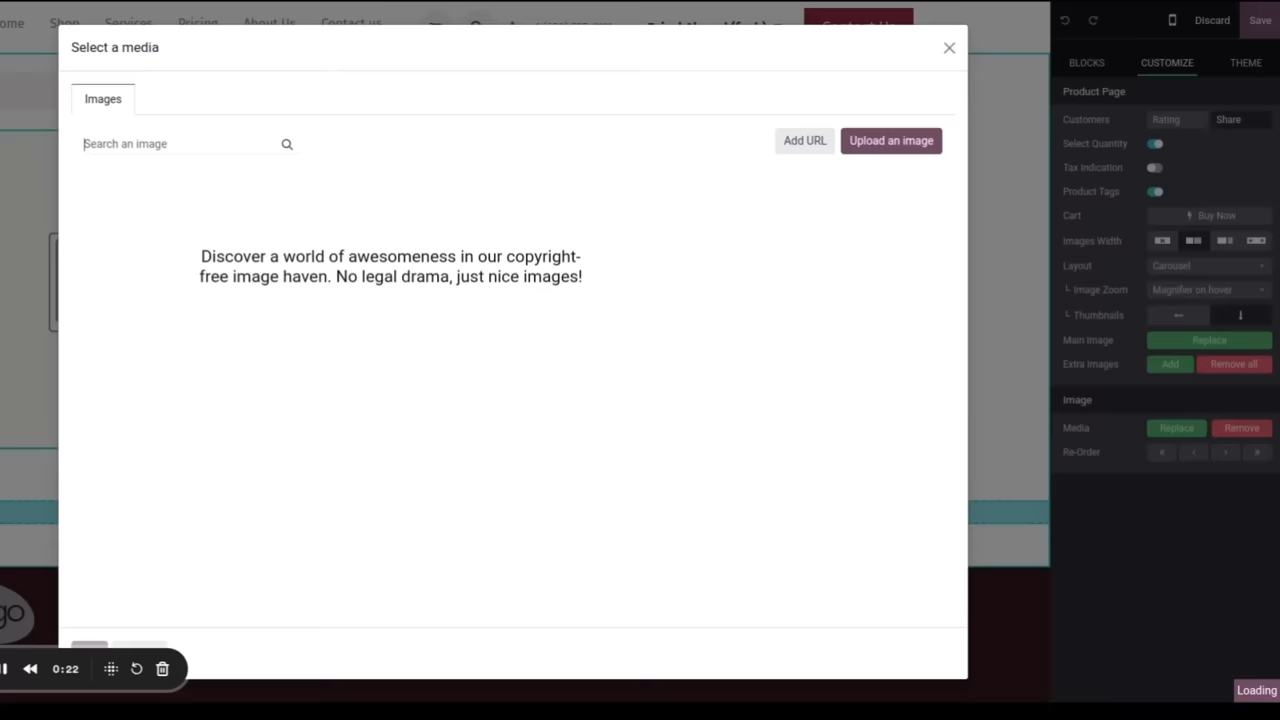 ome Shop Services Pricing About Us Contact us
Contact Us
Discard Save
Select a media
BLOCKS CUSTOMIZE THEME
Images
Product Page
Customers Rating Share
Search an image
Add URL Upload an image
Select Quantity
Tax Indication
Product Tags
Cart Buy Now
Images Width
Discover a world of awesomeness in our copyright-
free image haven. No legal drama, just nice images!
Layout Carousel
Image Zoom Magnifier on hover
Thumbnails
Main Image Replace
Extra Images Add Remove all
Image
Media Replace Remove
Re-Order
go
0:22
Loading